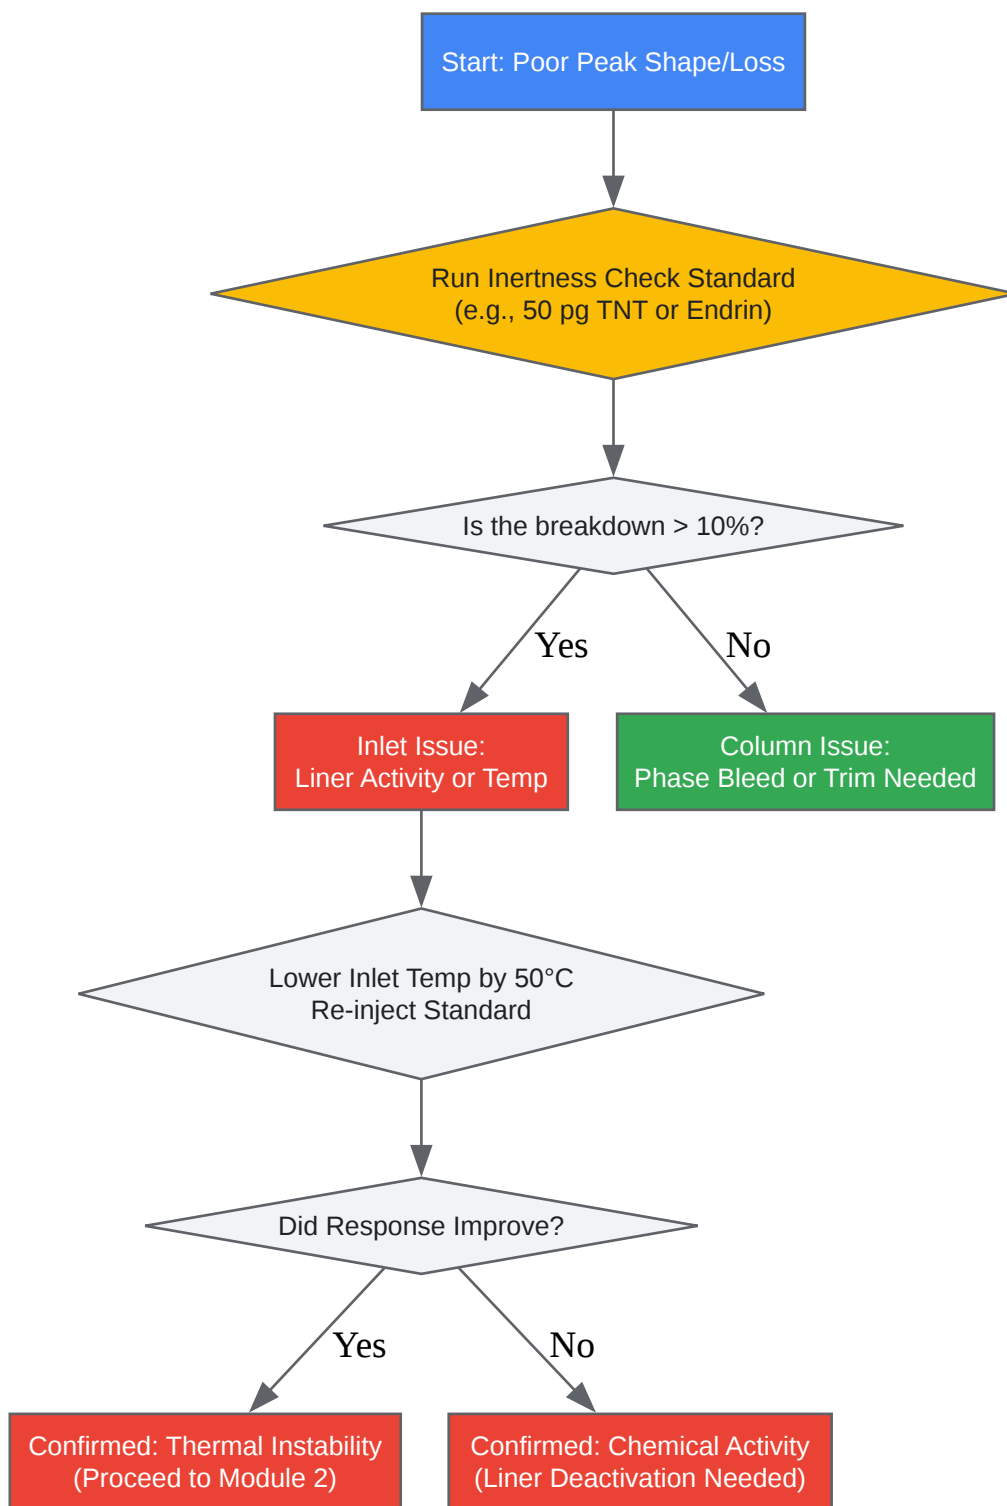 Start: Poor Peak Shape/Loss
Run Inertness Check Standard
(e.g., 50 pg TNT or Endrin)
Is the breakdown > 10%?
Yes
No
Inlet Issue:
Liner Activity or Temp
Column Issue:
Phase Bleed or Trim Needed
Lower Inlet Temp by 50°C
Re-inject Standard
Did Response Improve?
Yes
No
Confirmed: Thermal Instability
(Proceed to Module 2)
Confirmed: Chemical Activity
(Liner Deactivation Needed)